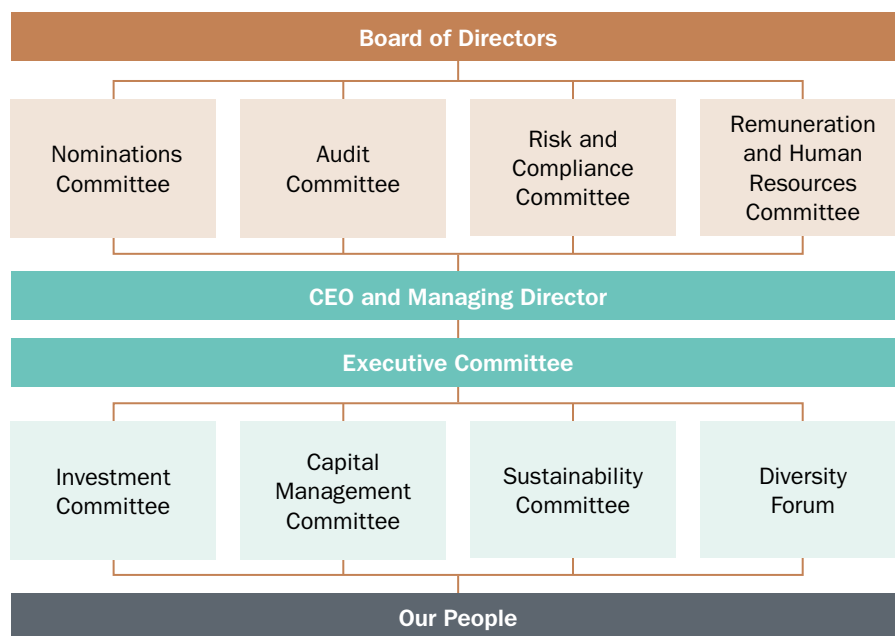 Board of Directors
Nominations
Committee
Audit
Committee
Risk and
Compliance
Committee
Remuneration
and Human
Resources
Committee
CEO and Managing Director
Executive Committee
Investment
Committee
Capital
Management
Committee
Sustainability
Committee
Diversity
Forum
Our People